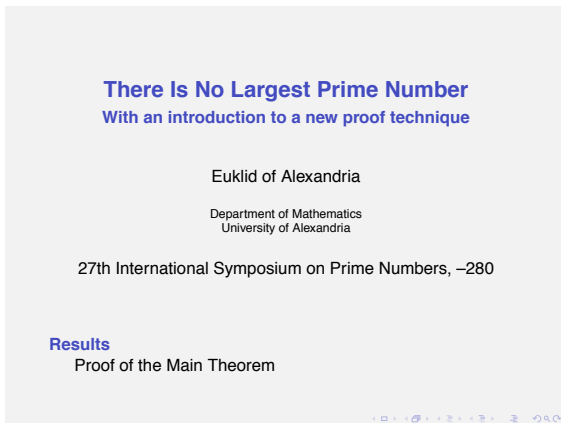 There Is No Largest Prime Number
With an introduction to a new proof technique
Euklid of Alexandria
Department of Mathematics
University of Alexandria
27th International Symposium on Prime Numbers, –280
Results
Proof of the Main Theorem